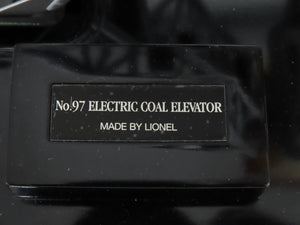 No.97 ELECTRIC COAL ELEVATOR
MADE BY LIONEL